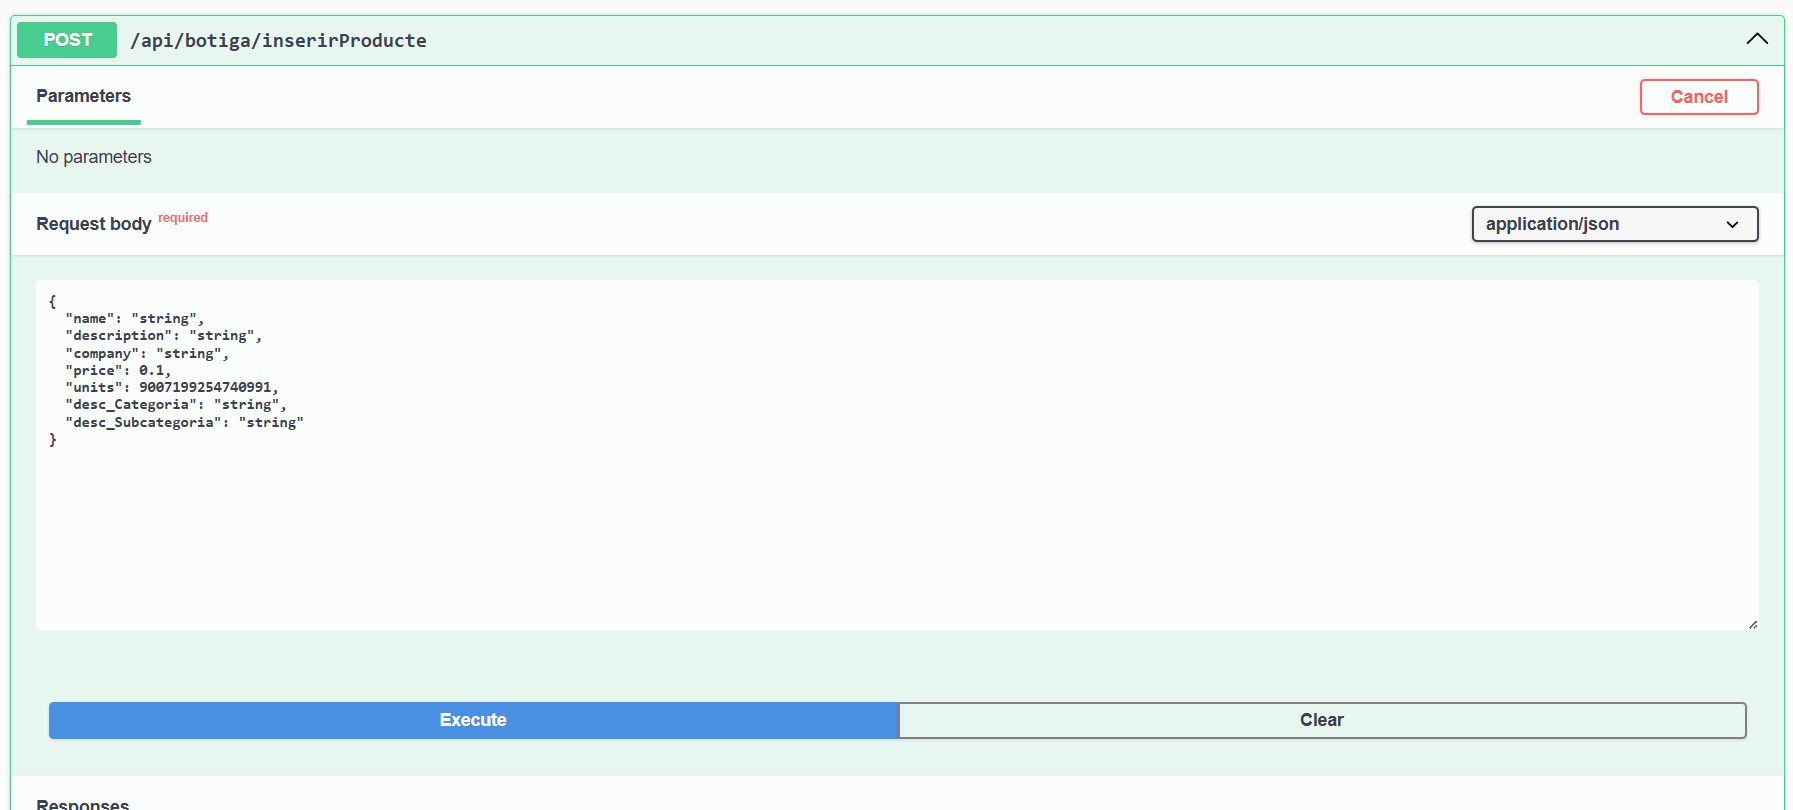 POST /api/botiga/inserirProducte
Parameters
Cancel
No parameters
Request body required
application/json
{
  "name": "string",
  "description": "string",
  "company": "string",
  "price": 0.1,
  "units": 9007199254740991,
  "desc_Categoria": "string",
  "desc_Subcategoria": "string"
}
Execute
Clear
Responses